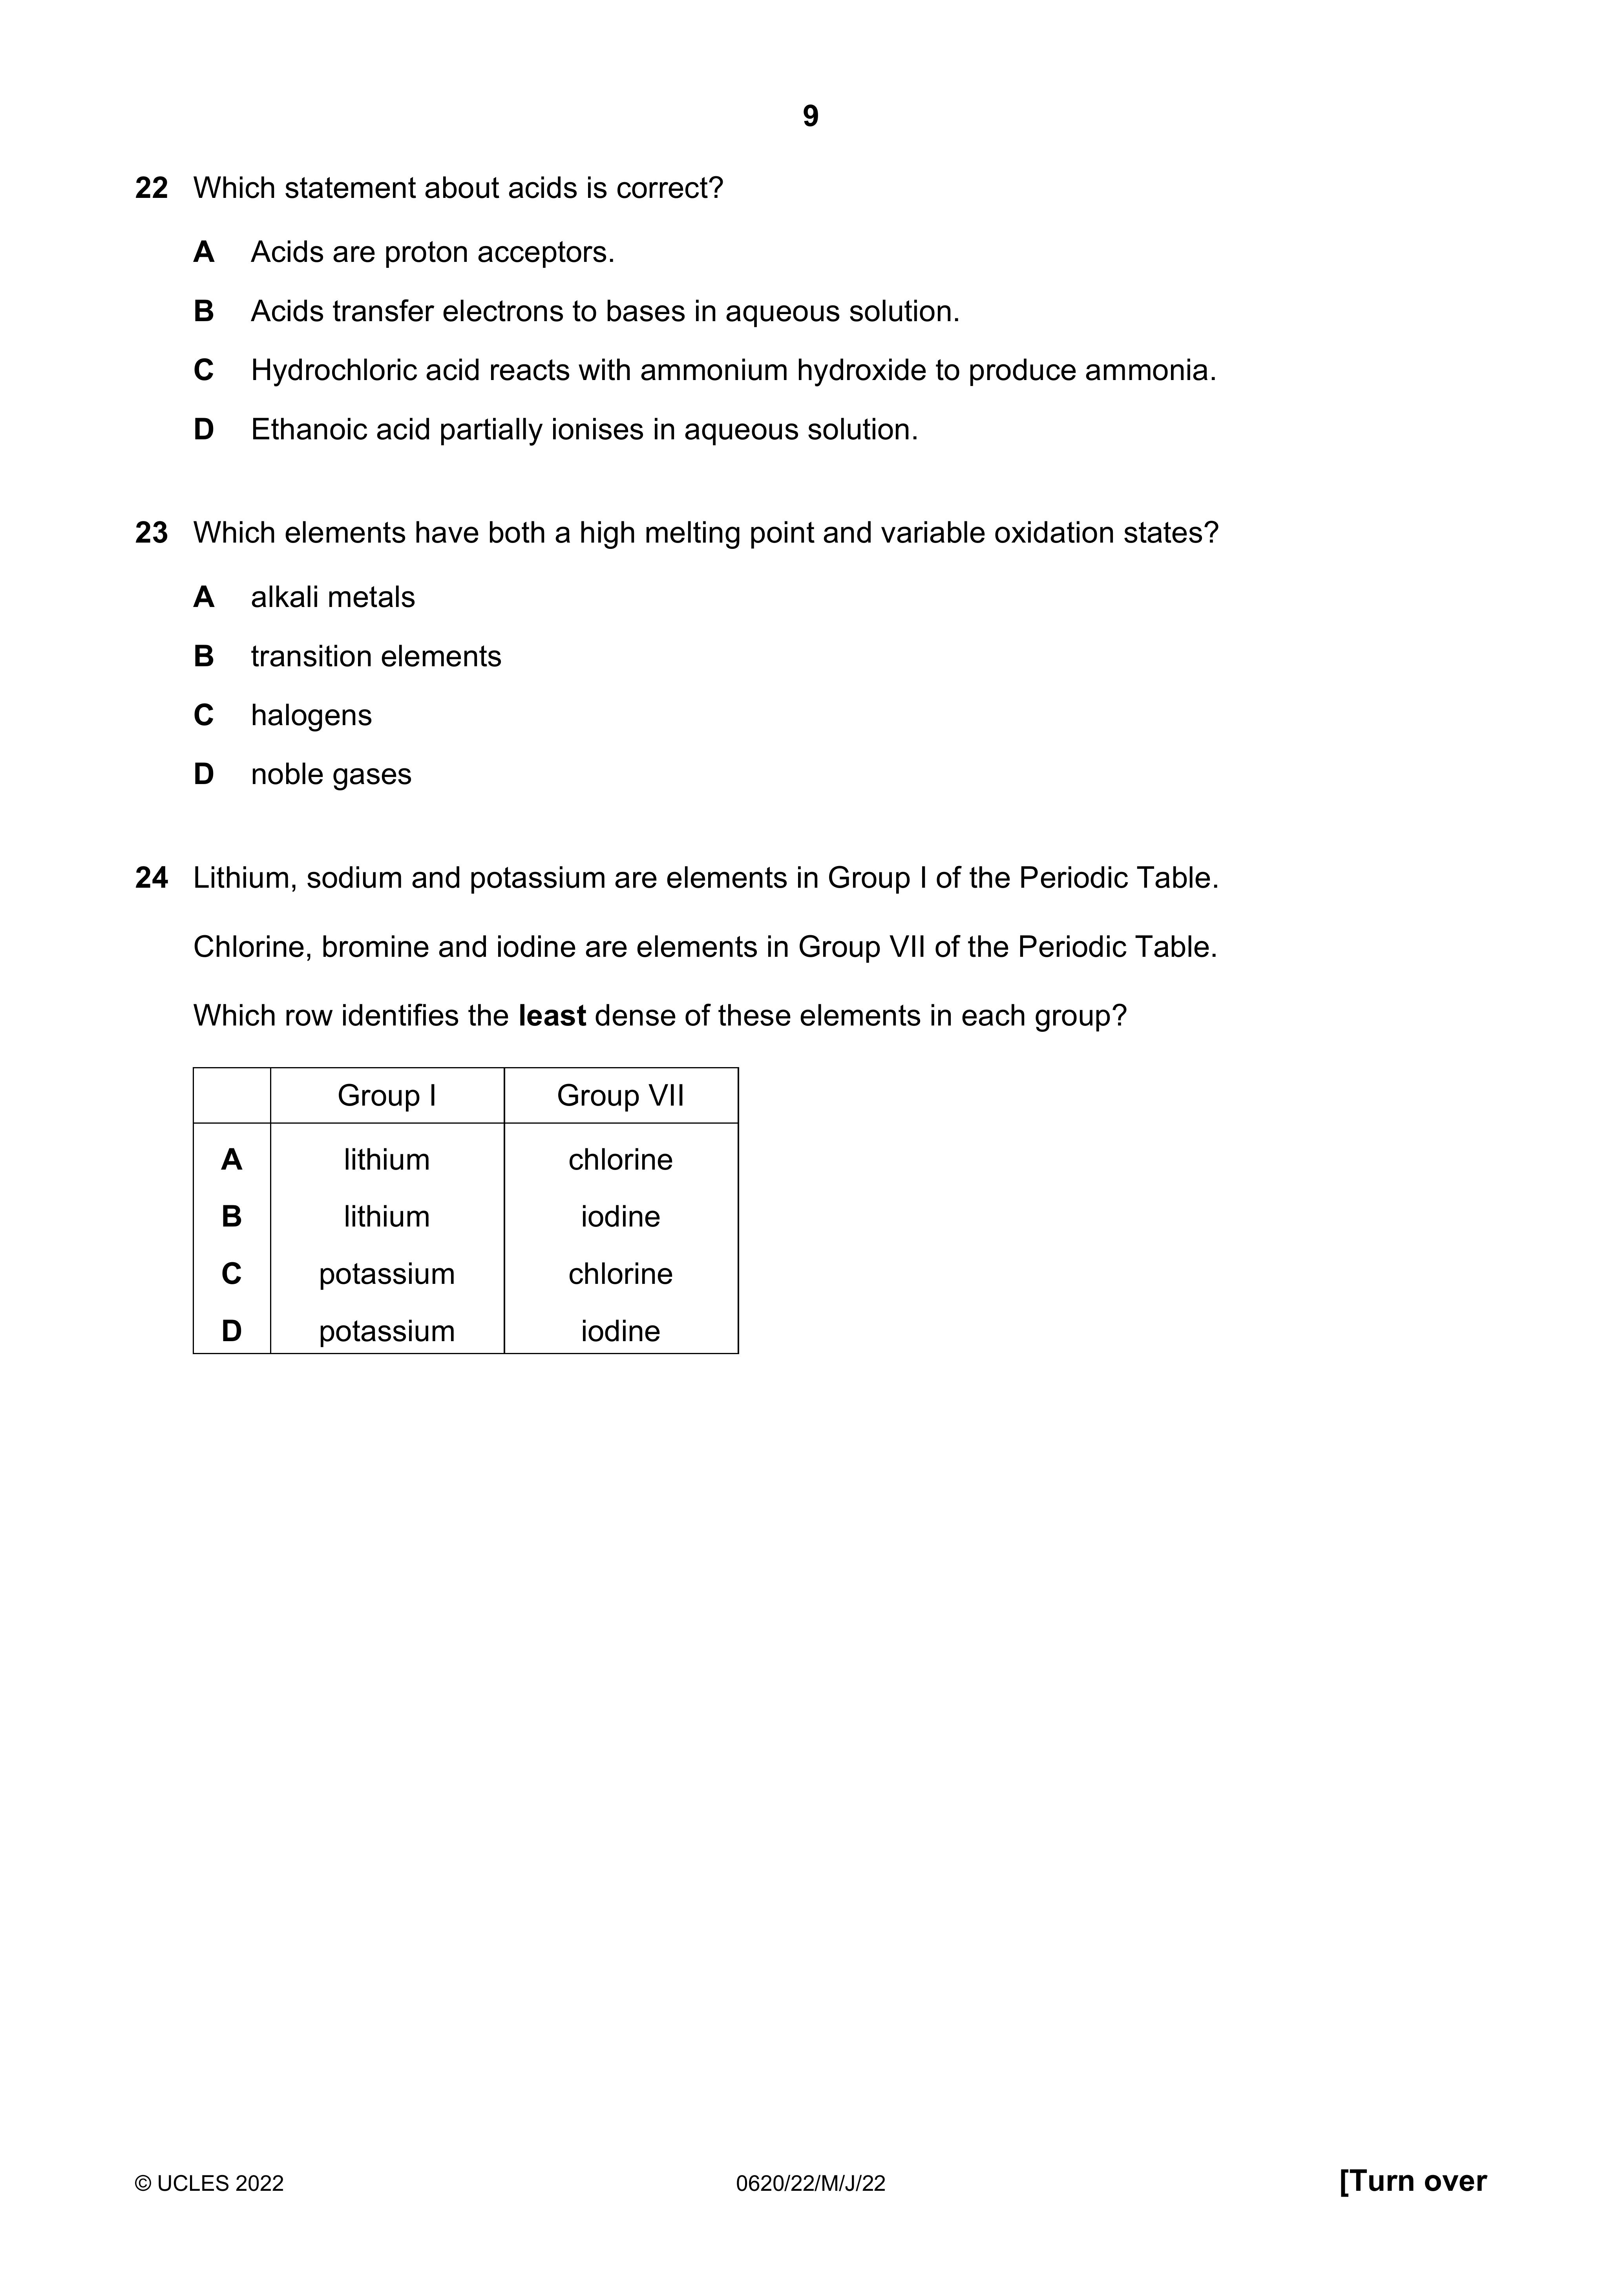 9
22 Which statement about acids is correct?
A Acids are proton acceptors.
B Acids transfer electrons to bases in aqueous solution.
C Hydrochloric acid reacts with ammonium hydroxide to produce ammonia.
D Ethanoic acid partially ionises in aqueous solution.
23 Which elements have both a high melting point and variable oxidation states?
A alkali metals
B transition elements
C halogens
D noble gases
24 Lithium, sodium and potassium are elements in Group I of the Periodic Table.
Chlorine, bromine and iodine are elements in Group VII of the Periodic Table.
Which row identifies the least dense of these elements in each group?
Group I Group VII
A lithium chlorine
B lithium iodine
C potassium chlorine
D potassium iodine
© UCLES 2022 0620/22/M/J/22 [Turn over